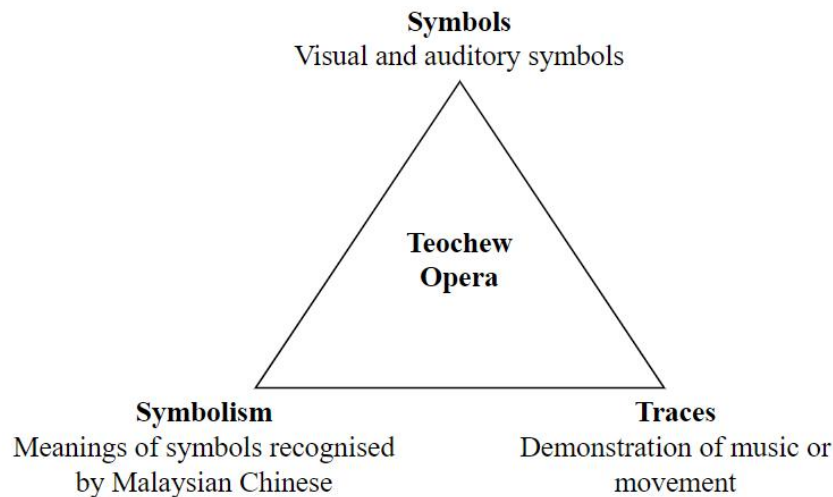 Symbols
Visual and auditory symbols
Teochew
Opera
Symbolism
Meanings of symbols recognised
by Malaysian Chinese
Traces
Demonstration of music or
movement